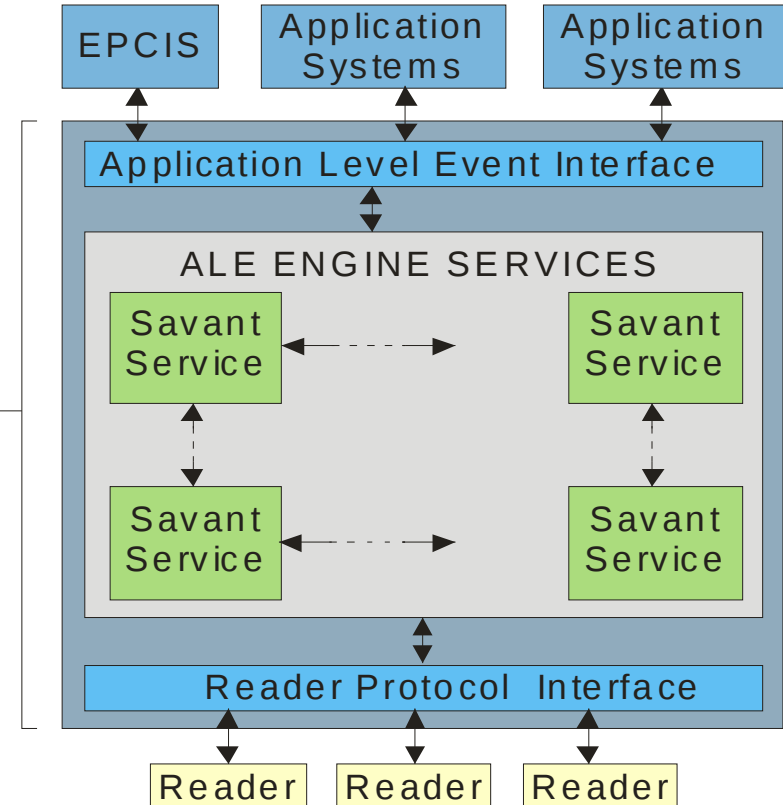 EPCIS
Application
Systems
Application
Systems
Application Level Event Interface
ALE ENGINE SERVICES
Savant
Service
Savant
Service
Savant
Service
Savant
Service
Reader Protocol Interface
Reader
Reader
Reader